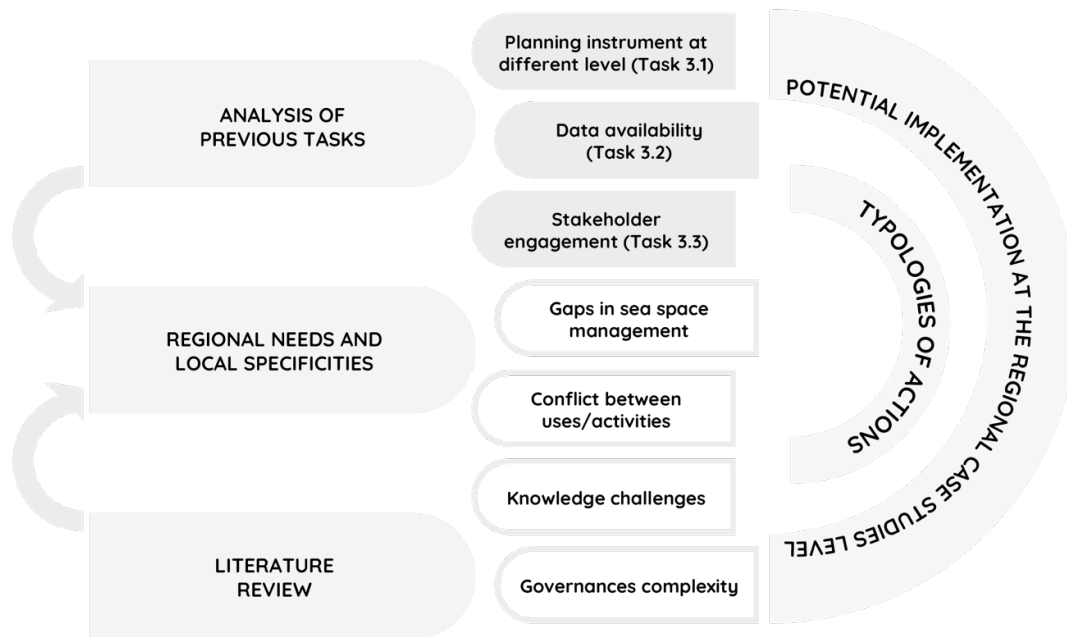 ANALYSIS OF
PREVIOUS TASKS
REGIONAL NEEDS AND
LOCAL SPECIFICITIES
LITERATURE
REVIEW
Planning instrument at
different level (Task 3.1)
Data availability
(Task 3.2)
Stakeholder
engagement (Task 3.3)
Gaps in sea space
management
Conflict between
uses/activities
Knowledge challenges
Governances complexity
TYPOLOGIES OF ACTIONS
POTENTIAL IMPLEMENTATION AT THE REGIONAL CASE STUDIES LEVEL